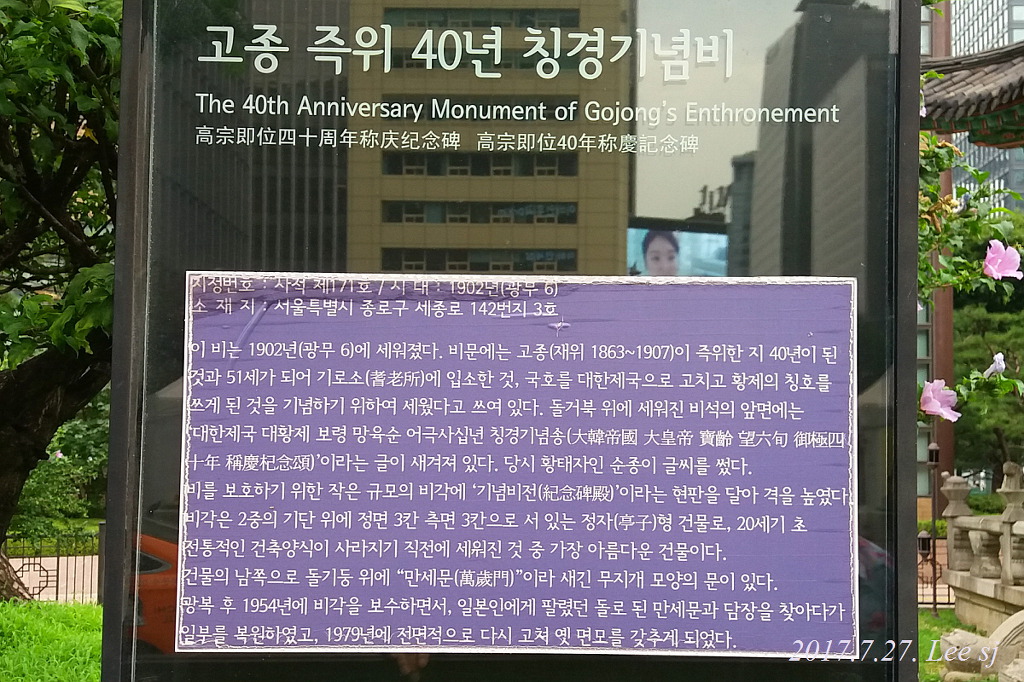 고종 즉위 40년 칭경기념비
The 40th Anniversary Monument of Gojong's Enthronement
高宗即位四十周年称庆纪念碑 高宗即位40年称慶記念碑
지정번호 : 사적 제171호 / 시 대 : 1902년(광무 6)
소 재 지 : 서울특별시 종로구 세종로 142번지 3호
이 비는 1902년(광무 6)에 세워졌다. 비문에는 고종(재위 1863~1907)이 즉위한 지 40년이 된
것과 51세가 되어 기로소(耆老所)에 입소한 것, 국호를 대한제국으로 고치고 황제의 칭호를
쓰게 된 것을 기념하기 위하여 세웠다고 쓰여 있다. 돌거북 위에 세워진 비석의 앞면에는
'대한제국 대황제 보령 망육순 어극사십년 칭경기념송(大韓帝國 大皇帝 寶齡 望六旬 御極四
十年 稱慶紀念頌)'이라는 글이 새겨져 있다. 당시 황태자인 순종이 글씨를 썼다.
비를 보호하기 위한 작은 규모의 비각에 '기념비전(紀念碑殿)'이라는 현판을 달아 격을 높였다.
비각은 2중의 기단 위에 정면 3칸 측면 3칸으로 서 있는 정자(亭子)형 건물로, 20세기 초
전통적인 건축양식이 사라지기 직전에 세워진 것 중 가장 아름다운 건물이다.
건물의 남쪽으로 돌기둥 위에 "만세문(萬歲門)"이라 새긴 무지개 모양의 문이 있다.
광복 후 1954년에 비각을 보수하면서, 일본인에게 팔렸던 돌로 된 만세문과 담장을 찾아다가
일부를 복원하였고, 1979년에 전면적으로 다시 고쳐 옛 면모를 갖추게 되었다.
2017.7.27. Lee sj